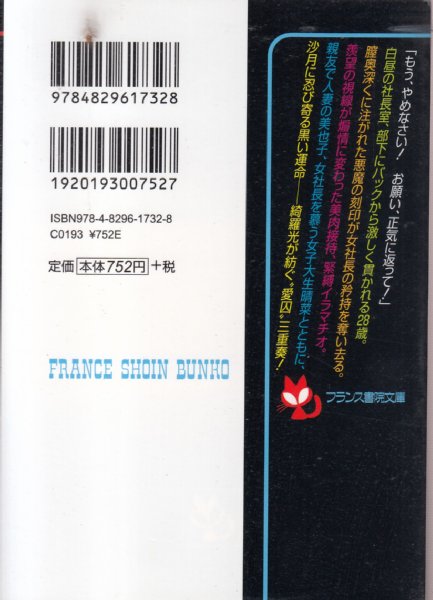 9784829617328
1920193007527
ISBN978-4-8296-1732-8
C0193 ¥752E
定価 本体752円 +税
FRANCE SHOIN BUNKO
「もう、やめなさい! お願い、正気に返って!」
白昼の社長室、部下にバックから激しく貫かれる28歳。
膣奥深くに注がれた悪魔の刻印が女社長の矜持を奪い去る。
羨望の視線が煽情に変わった美肉接待、緊縛イラマチオ。
親友で人妻の美也子、女社長を慕う女子大生晴菜とともに、
沙月に忍び寄る黒い運命——綺羅光が紡ぐ“愛囚”三重奏!
フランス書院文庫